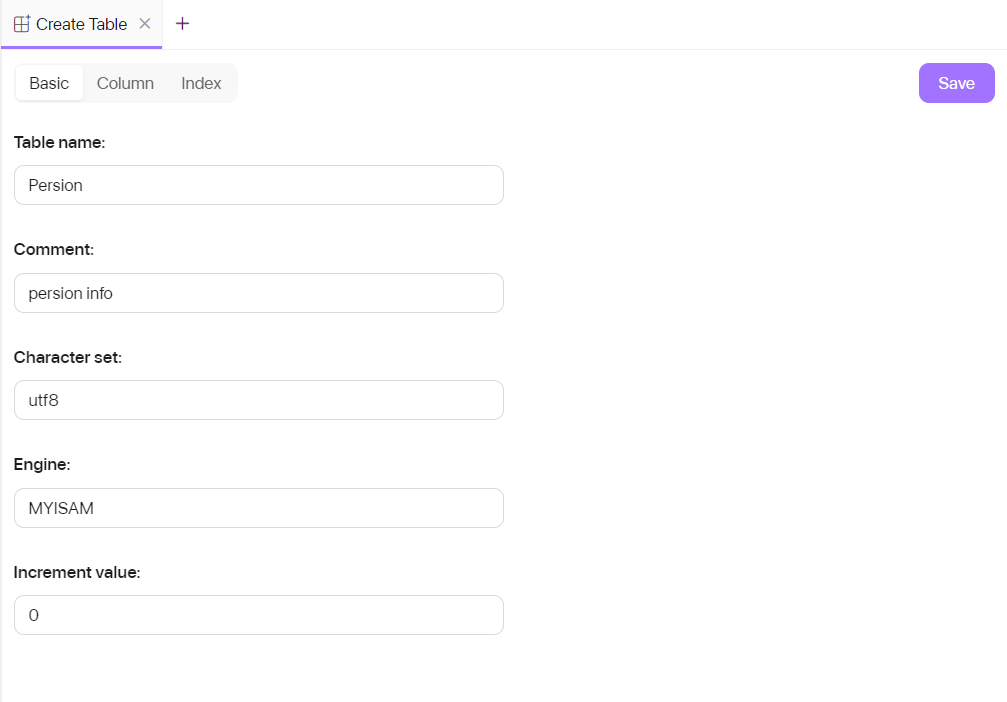 Create Table
Basic Column Index Save
Table name:
Persion
Comment:
persion info
Character set:
utf8
Engine:
MYISAM
Increment value:
0